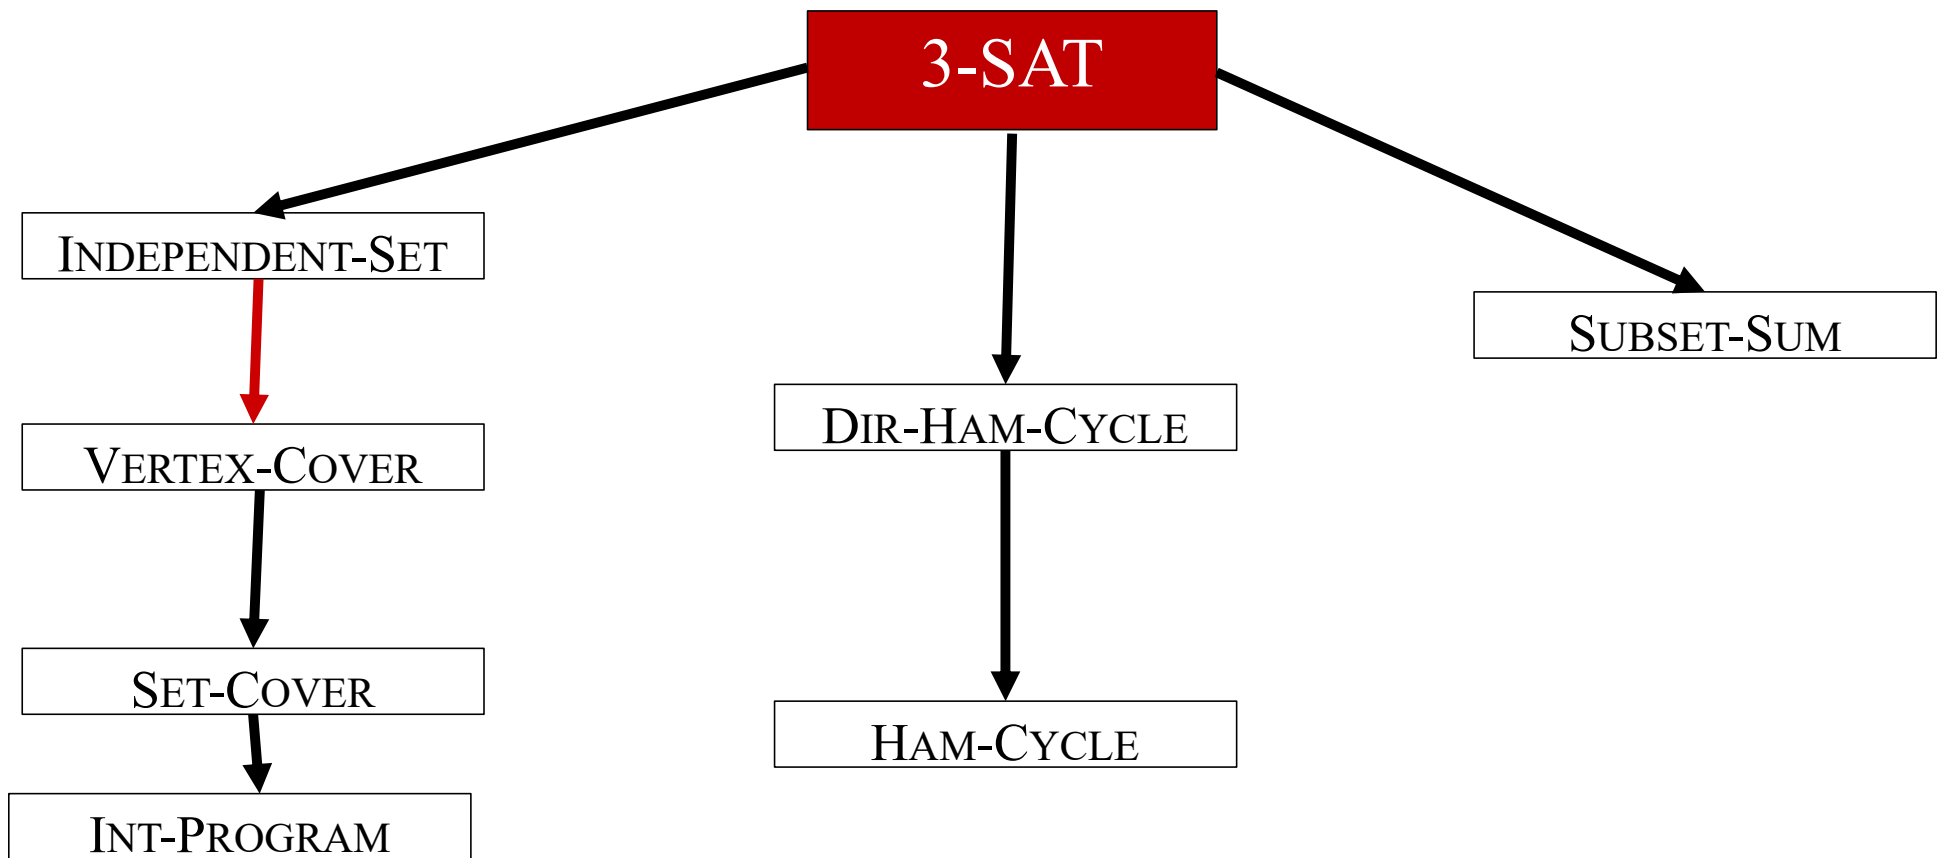 3-SAT
INDEPENDENT-SET
SUBSET-SUM
DIR-HAM-CYCLE
VERTEX-COVER
SET-COVER
HAM-CYCLE
INT-PROGRAM